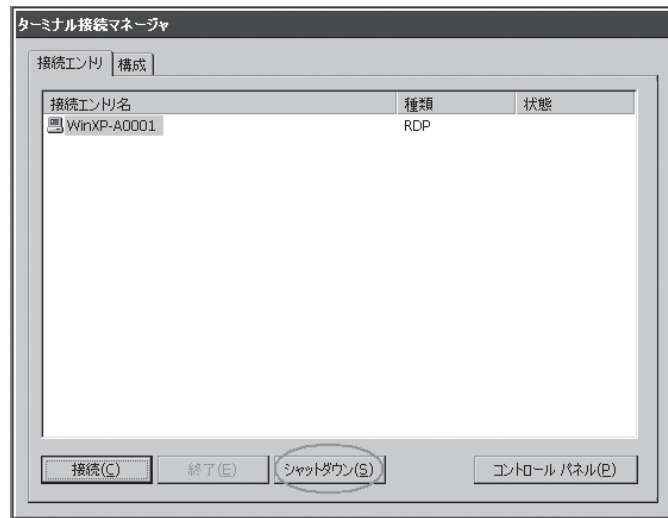 ターミナル接続マネージャ
接続エントリ 構成
接続エントリ名 種類 状態
WinXP-A0001 RDP
接続(C) 終了(E) シャットダウン(S) コントロール パネル(P)